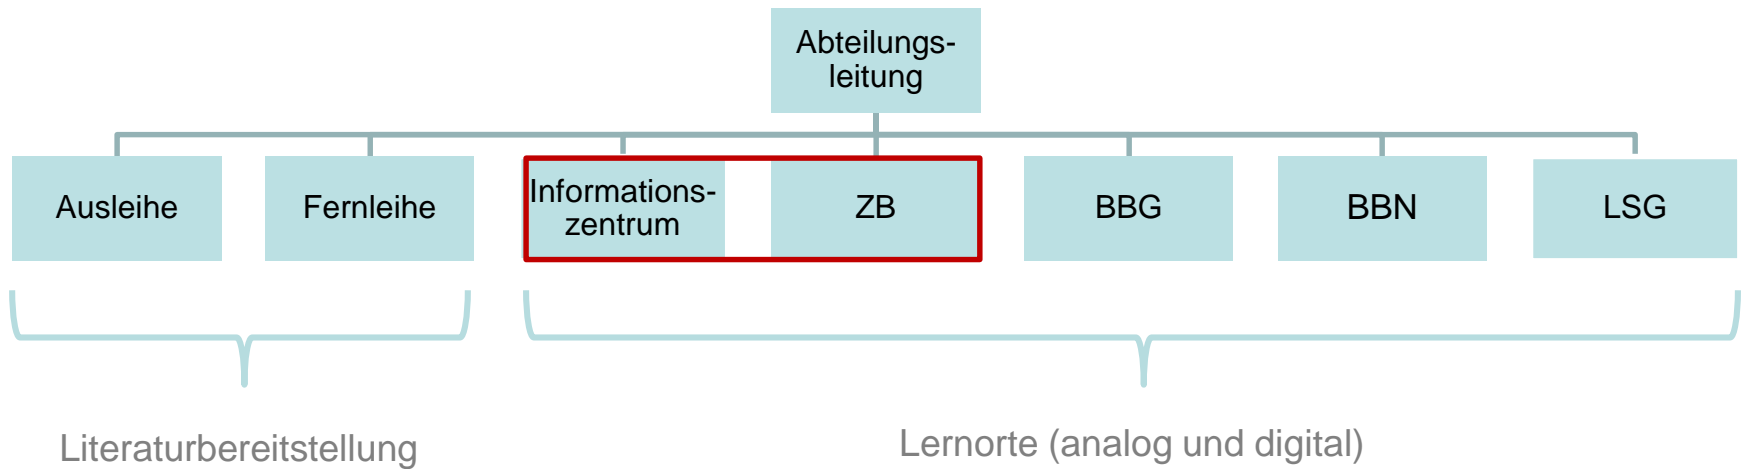 Abteilungs-
leitung
Ausleihe
Fernleihe
Informations-
zentrum
ZB
BBG
BBN
LSG
Literaturbereitstellung
Lernorte (analog und digital)